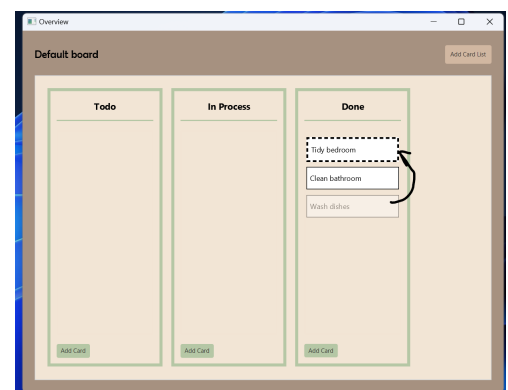 Overview
Default board
Add Card List
Todo
In Process
Done
Tidy bedroom
Clean bathroom
Wash dishes
Add Card
Add Card
Add Card